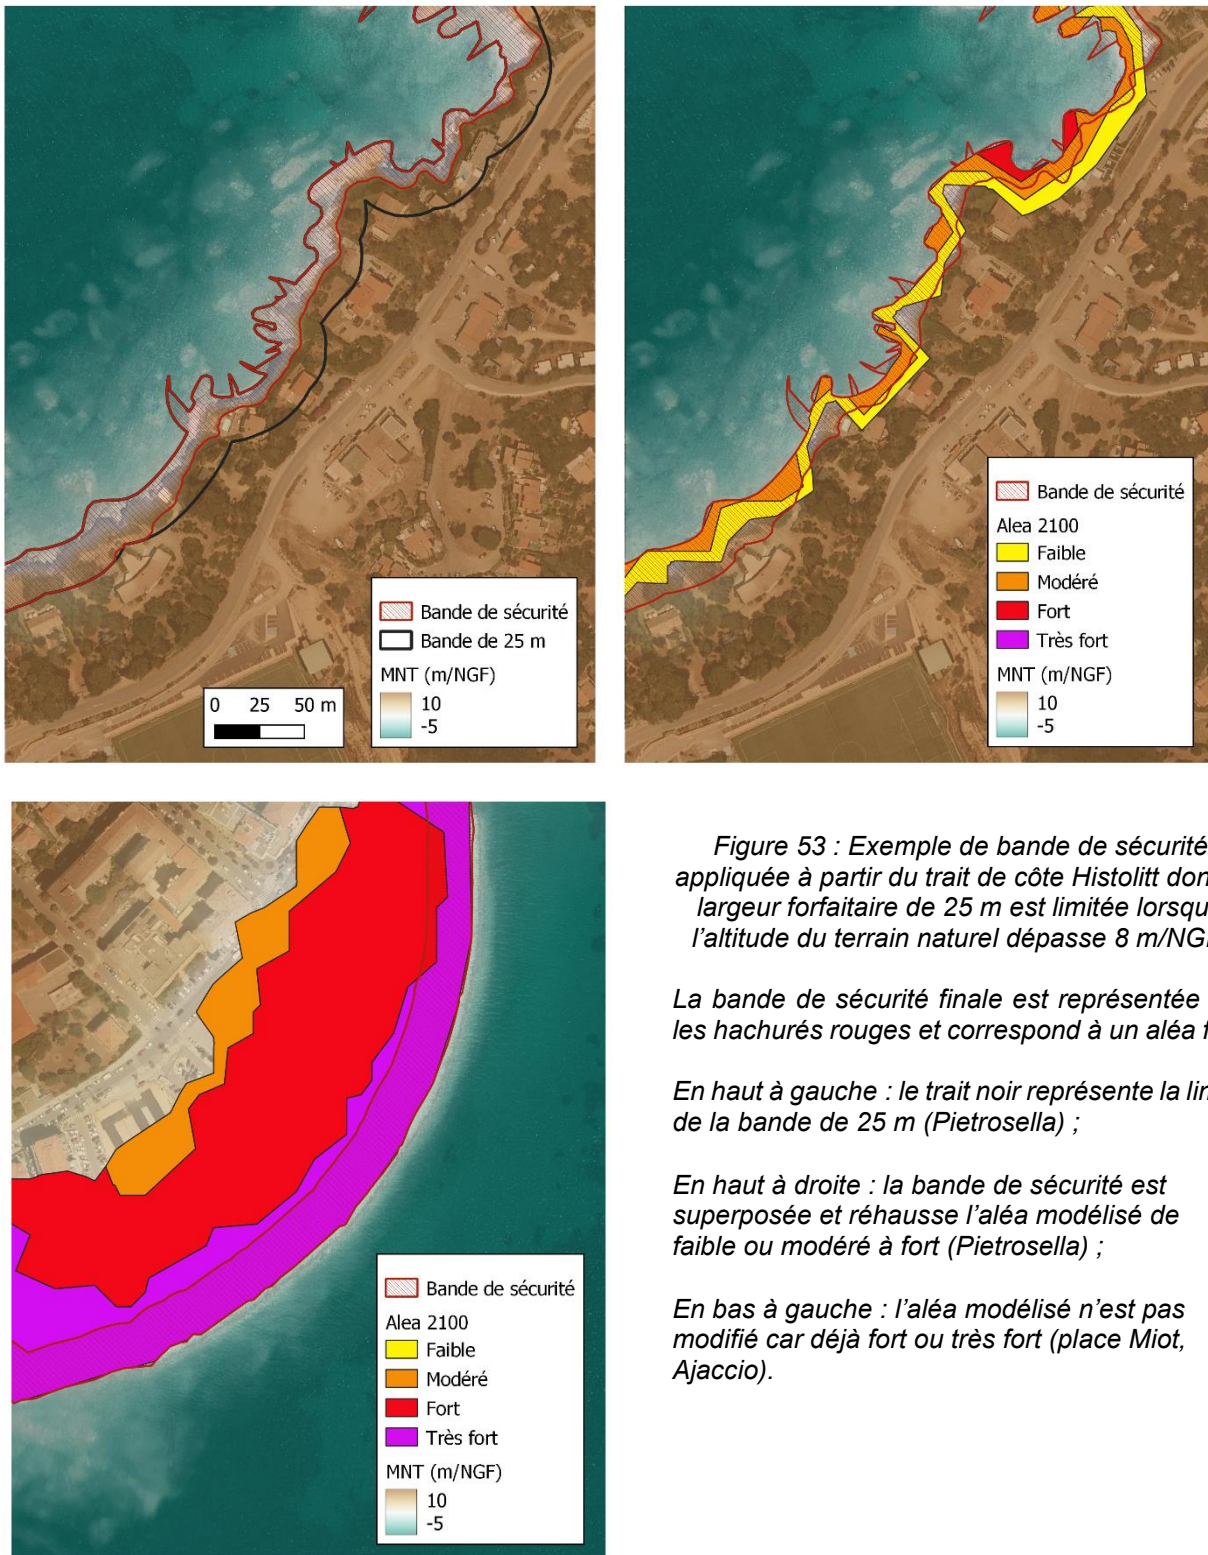 Bande de sécurité
Bande de 25 m
MNT (m/NGF)
10
-5
0 25 50 m
Bande de sécurité
Alea 2100
Faible
Modéré
Fort
Très fort
MNT (m/NGF)
10
-5
Bande de sécurité
Alea 2100
Faible
Modéré
Fort
Très fort
MNT (m/NGF)
10
-5
Figure 53 : Exemple de bande de sécurité
appliquée à partir du trait de côte Histolitt don
largeur forfaitaire de 25 m est limitée lorsqu
l'altitude du terrain naturel dépasse 8 m/NG
La bande de sécurité finale est représentée
les hachurés rouges et correspond à un aléa f
En haut à gauche : le trait noir représente la li
de la bande de 25 m (Pietrosella) ;
En haut à droite : la bande de sécurité est
superposée et réhausse l'aléa modélisé de
faible ou modéré à fort (Pietrosella) ;
En bas à gauche : l'aléa modélisé n'est pas
modifié car déjà fort ou très fort (place Miot,
Ajaccio).